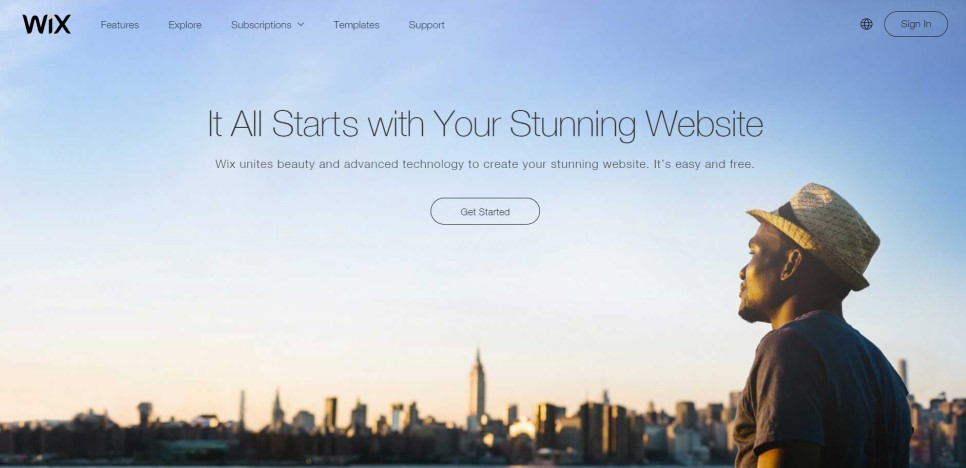 WiX
Features
Explore
Subscriptions
Templates
Support
Sign In
It All Starts with Your Stunning Website
Wix unites beauty and advanced technology to create your stunning website. It's easy and free.
Get Started